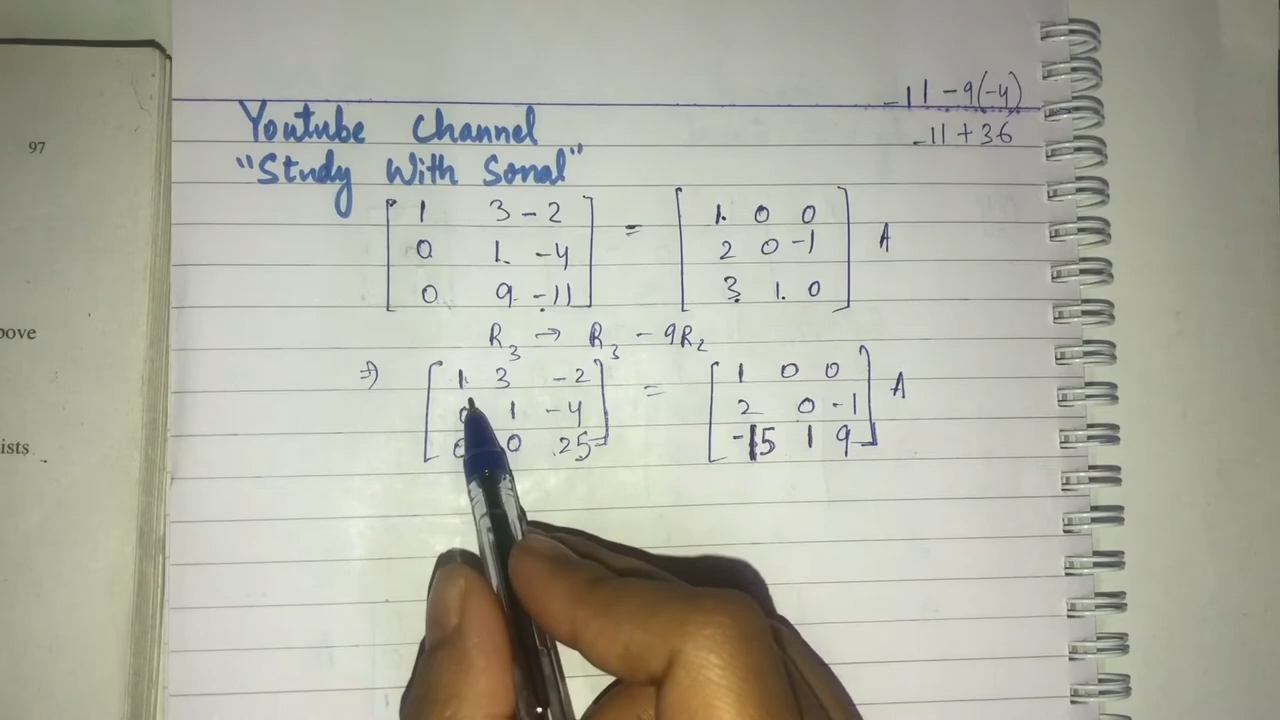 97
-11 - 9(-4)
-11 + 36
Youtube Channel
"Study With Sonal"
1 3 -2 1 0 0
0 1 -4 = 2 0 -1 A
0 9 -11 3 1 0
R3 → R3 - 9R2
⇒ 1 3 -2 = 1 0 0 A
0 1 -4 2 0 -1
0 0 25 -15 1 9
ove
ists